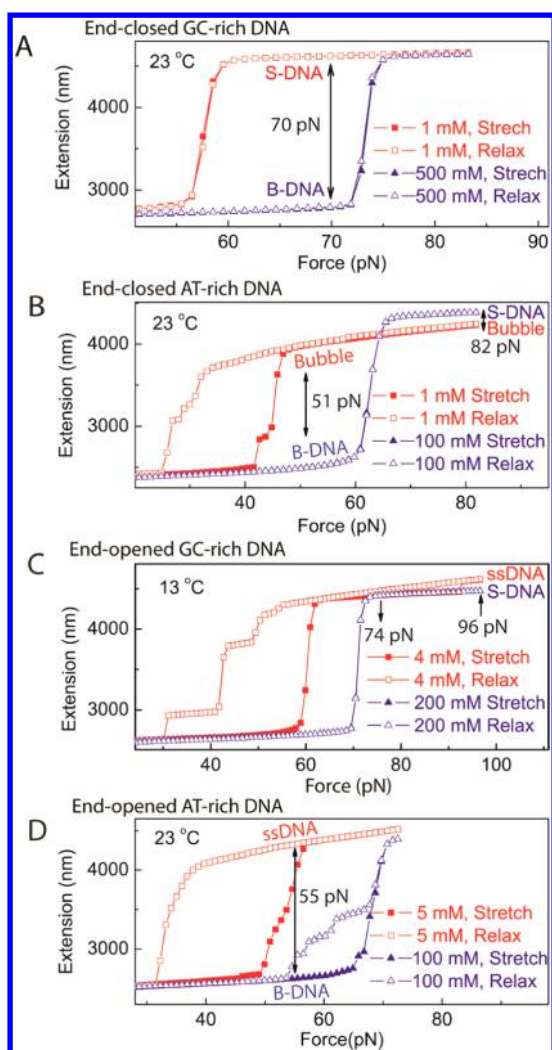 End-closed GC-rich DNA
A
23 °C
S-DNA
70 pN
B-DNA
1 mM, Strech
1 mM, Relax
500 mM, Strech
500 mM, Relax
Extension (nm)
4000
3000
60
70
80
90
Force (pN)
End-closed AT-rich DNA
B
23 °C
S-DNA
Bubble
82 pN
Bubble
51 pN
B-DNA
1 mM Stretch
1 mM Relax
100 mM Stretch
100 mM Relax
Extension (nm)
4000
3000
40
60
80
Force (pN)
End-opened GC-rich DNA
C
13 °C
ssDNA
S-DNA
74 pN
96 pN
4 mM, Stretch
4 mM, Relax
200 mM Stretch
200 mM Relax
Extension (nm)
4000
3000
40
60
80
100
Force (pN)
End-opened AT-rich DNA
D
23 °C
ssDNA
55 pN
B-DNA
5 mM, Stretch
5 mM, Relax
100 mM, Stretch
100 mM, Relax
Extension (nm)
4000
3000
40
60
80
Force(pN)